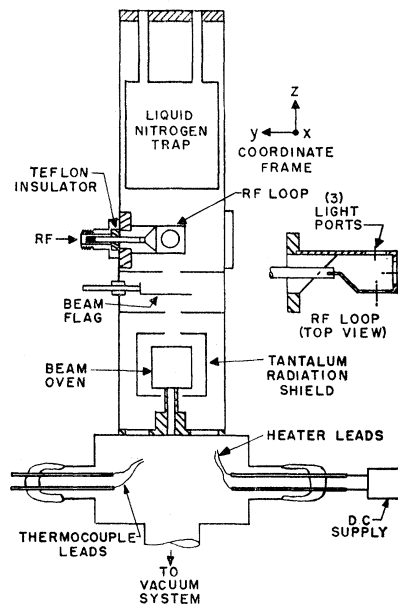 LIQUID
NITROGEN
TRAP
Z
y
x
COORDINATE
FRAME
TEFLON
INSULATOR
RF LOOP
RF
(3)
LIGHT
PORTS
BEAM
FLAG
RF LOOP
(TOP VIEW)
BEAM
OVEN
TANTALUM
RADIATION
SHIELD
HEATER LEADS
THERMOCOUPLE
LEADS
D.C.
SUPPLY
TO
VACUUM
SYSTEM